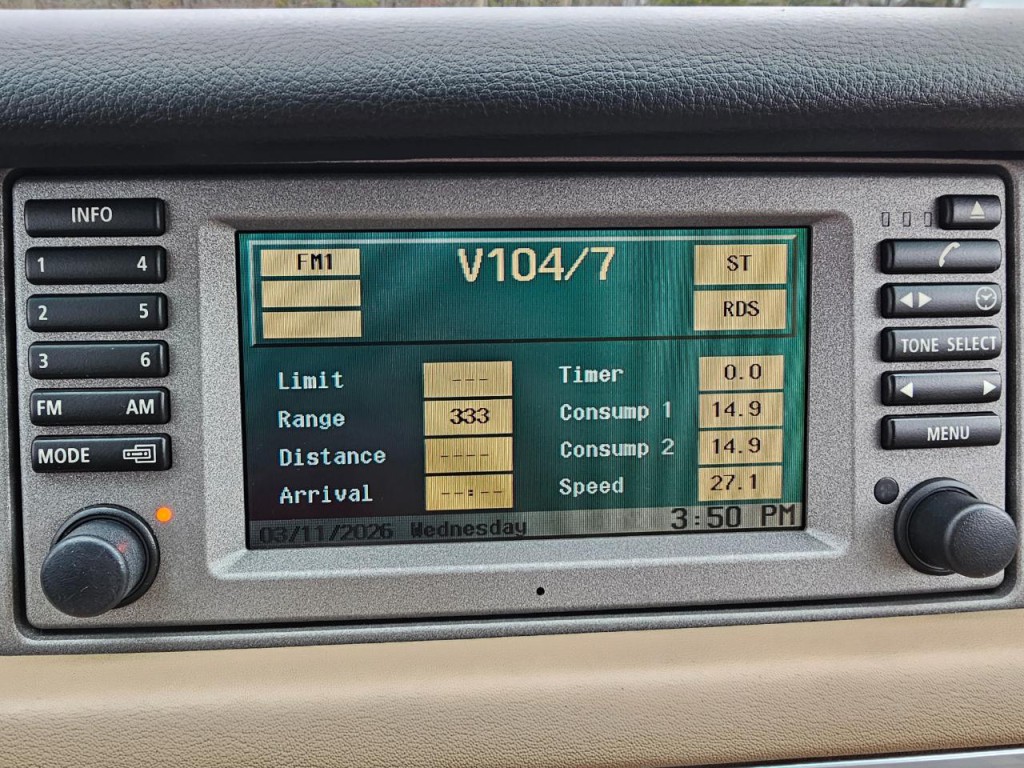 INFO
1 4
2 5
3 6
FM AM
MODE
FM1
V104/7
ST
RDS
Limit ---
Range 333
Distance ----
Arrival --:--
Timer 0.0
Consump 1 14.9
Consump 2 14.9
Speed 27.1
03/11/2026 Wednesday 3:50 PM
TONE SELECT
MENU